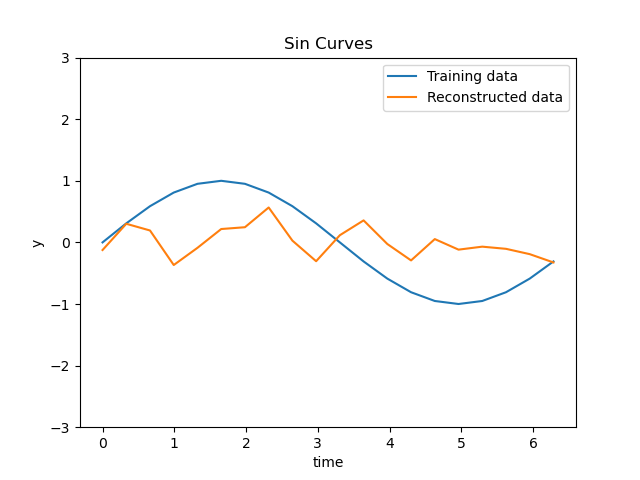 Sin Curves
Training data
Reconstructed data
3
2
1
0
−1
−2
−3
y
0 1 2 3 4 5 6
time